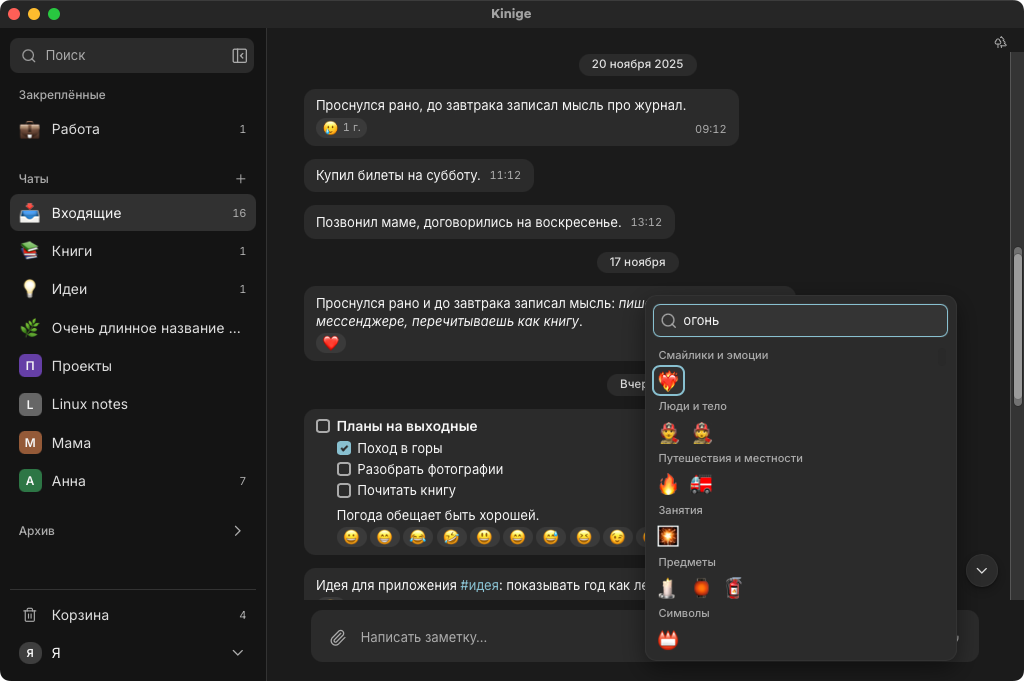 Kinige
Поиск
Закреплённые
Работа 1
Чаты
Входящие 16
Книги 1
Идеи 1
Очень длинное название ...
П Проекты
L Linux notes
М Мама
А Анна 7
Архив
Корзина 4
Я Я
20 ноября 2025
Проснулся рано, до завтрака записал мысль про журнал.
1 г. 09:12
Купил билеты на субботу. 11:12
Позвонил маме, договорились на воскресенье. 13:12
17 ноября
Проснулся рано и до завтрака записал мысль:
мессенджере, перечитываешь как книгу.
Планы на выходные
Поход в горы
Разобрать фотографии
Почитать книгу
Погода обещает быть хорошей.
Идея для приложения #идея: показывать год как
Написать заметку...
огонь
Смайлики и эмоции
Люди и тело
Путешествия и местности
Занятия
Предметы
Символы